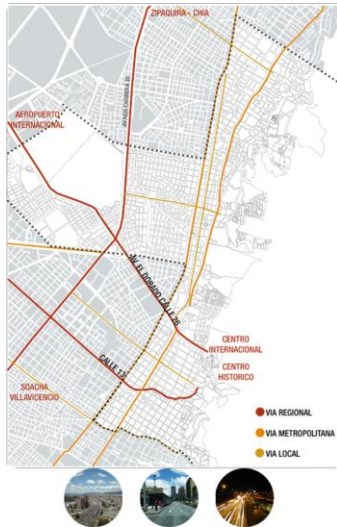 ZIPAQUIRA - CHIA
AEROPUERTO
INTERNACIONAL
AV. EL DORADO CALLE 26
CENTRO
INTERNACIONAL
CENTRO
HISTORICO
CALLE 13
SOACHA
VILLAVICENCIO
VIA REGIONAL
VIA METROPOLITANA
VIA LOCAL